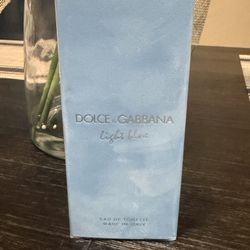 DOLCE & GABBANA
light blue
EAU DE TOILETTE
MADE IN ITALY